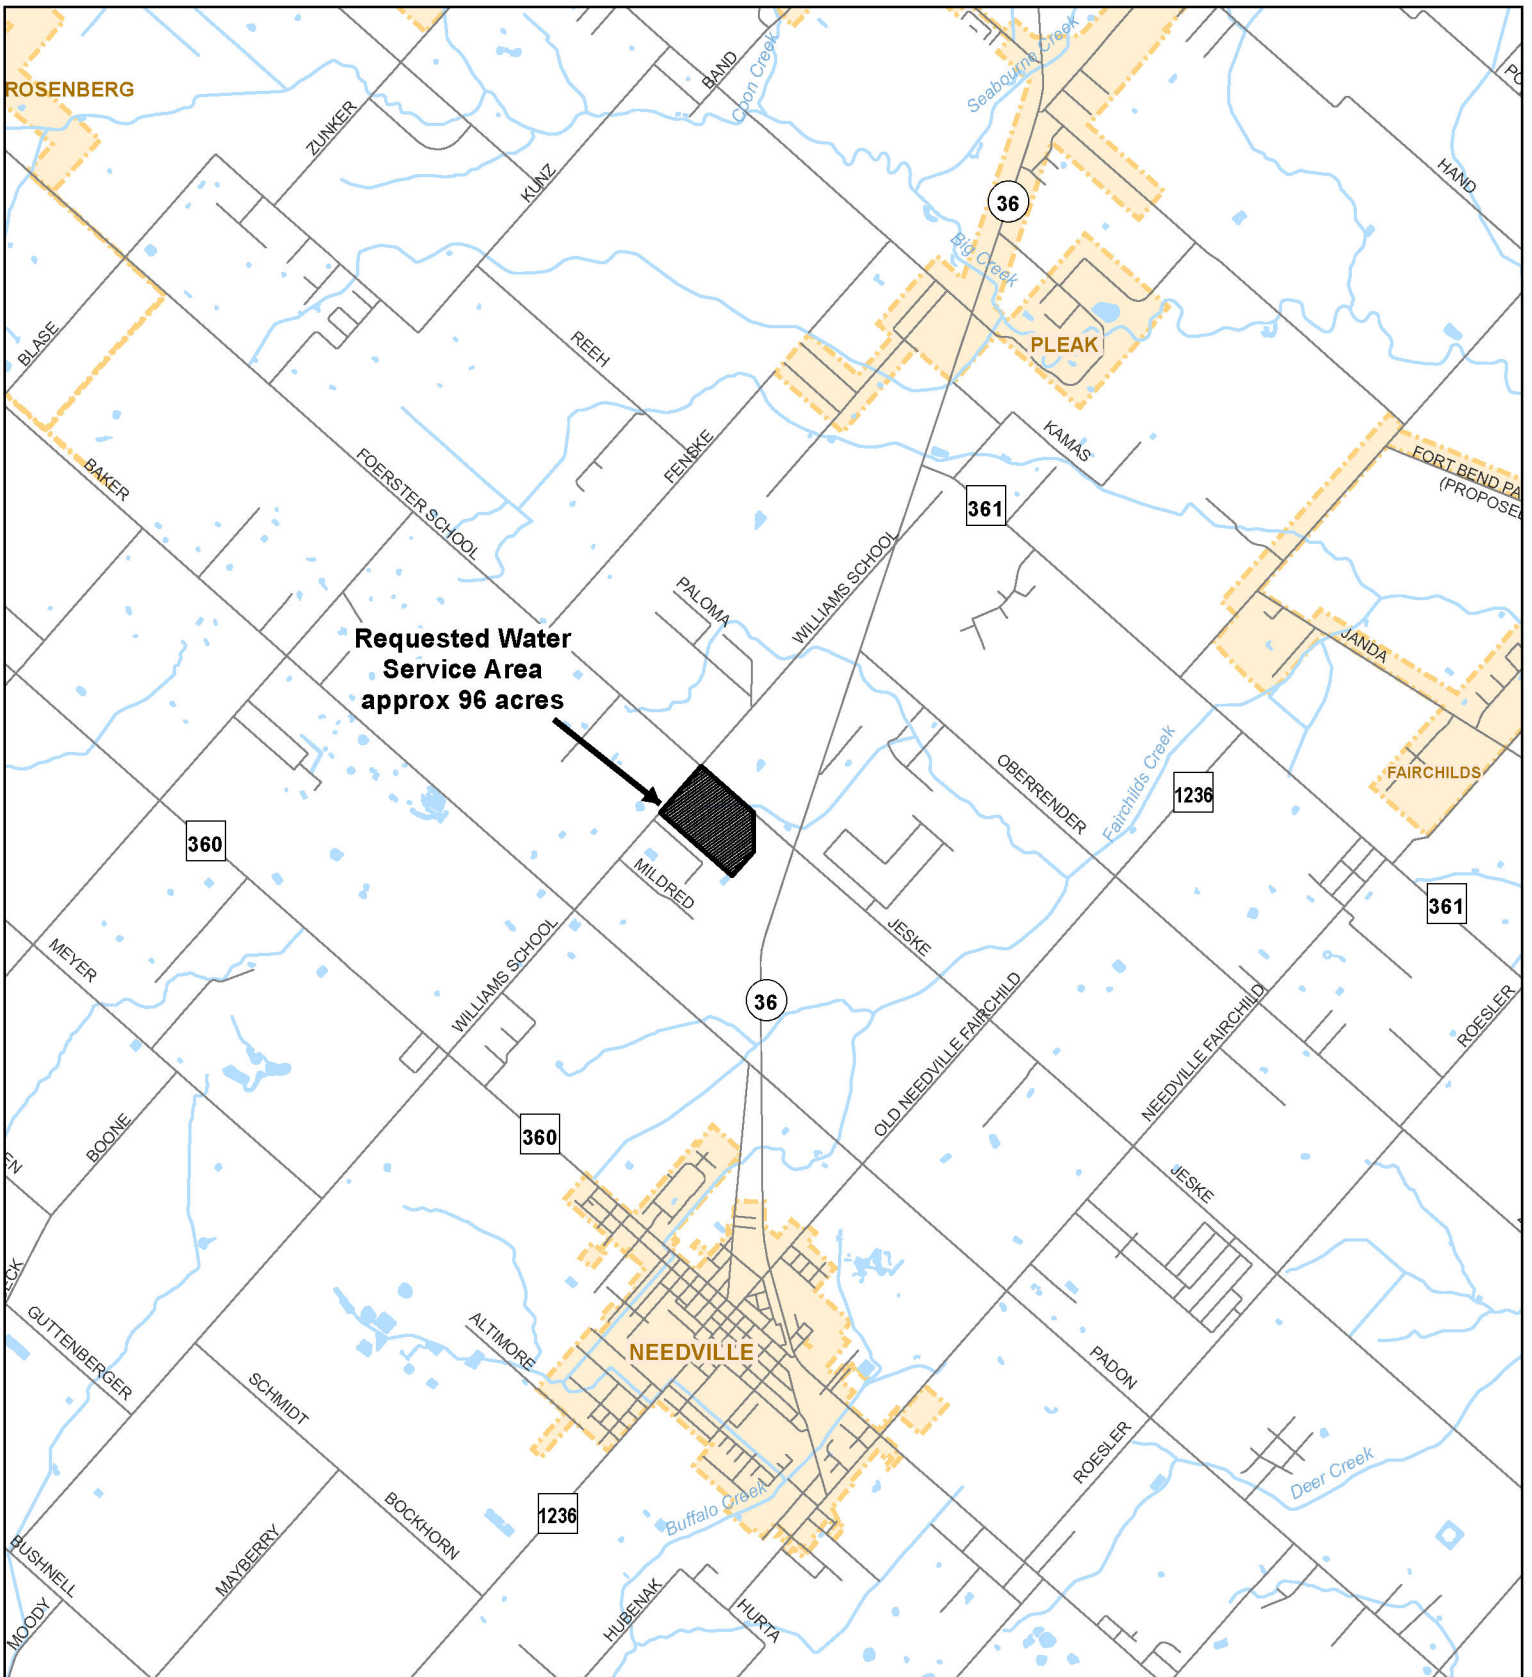 ROSENBERG
ZUNKER
BAND
Coon Creek
Seabourne Creek
HAND
KUNZ
36
Big Creek
PLEAK
BLASE
REEH
BAKER
FOERSTER SCHOOL
FENSKE
KAMAS
FORT BEND PA
(PROPOSE
361
WILLIAMS SCHOOL
PALOMA
JANDA
Requested Water
Service Area
approx 96 acres
FAIRCHILDS
OBERRENDER
Fairchilds Creek
1236
360
MILDRED
361
JESKE
MEYER
WILLIAMS SCHOOL
36
OLD NEEDVILLE FAIRCHILD
NEEDVILLE FAIRCHILD
ROESLER
BOONE
360
EN
JESKE
ECK
GUTTENBERGER
ALTIMORE
NEEDVILLE
PADON
SCHMIDT
ROESLER
Deer Creek
BOCKHORN
1236
Buffalo Creek
BUSHNELL
MAYBERRY
MOODY
HUBENAK
HURTA